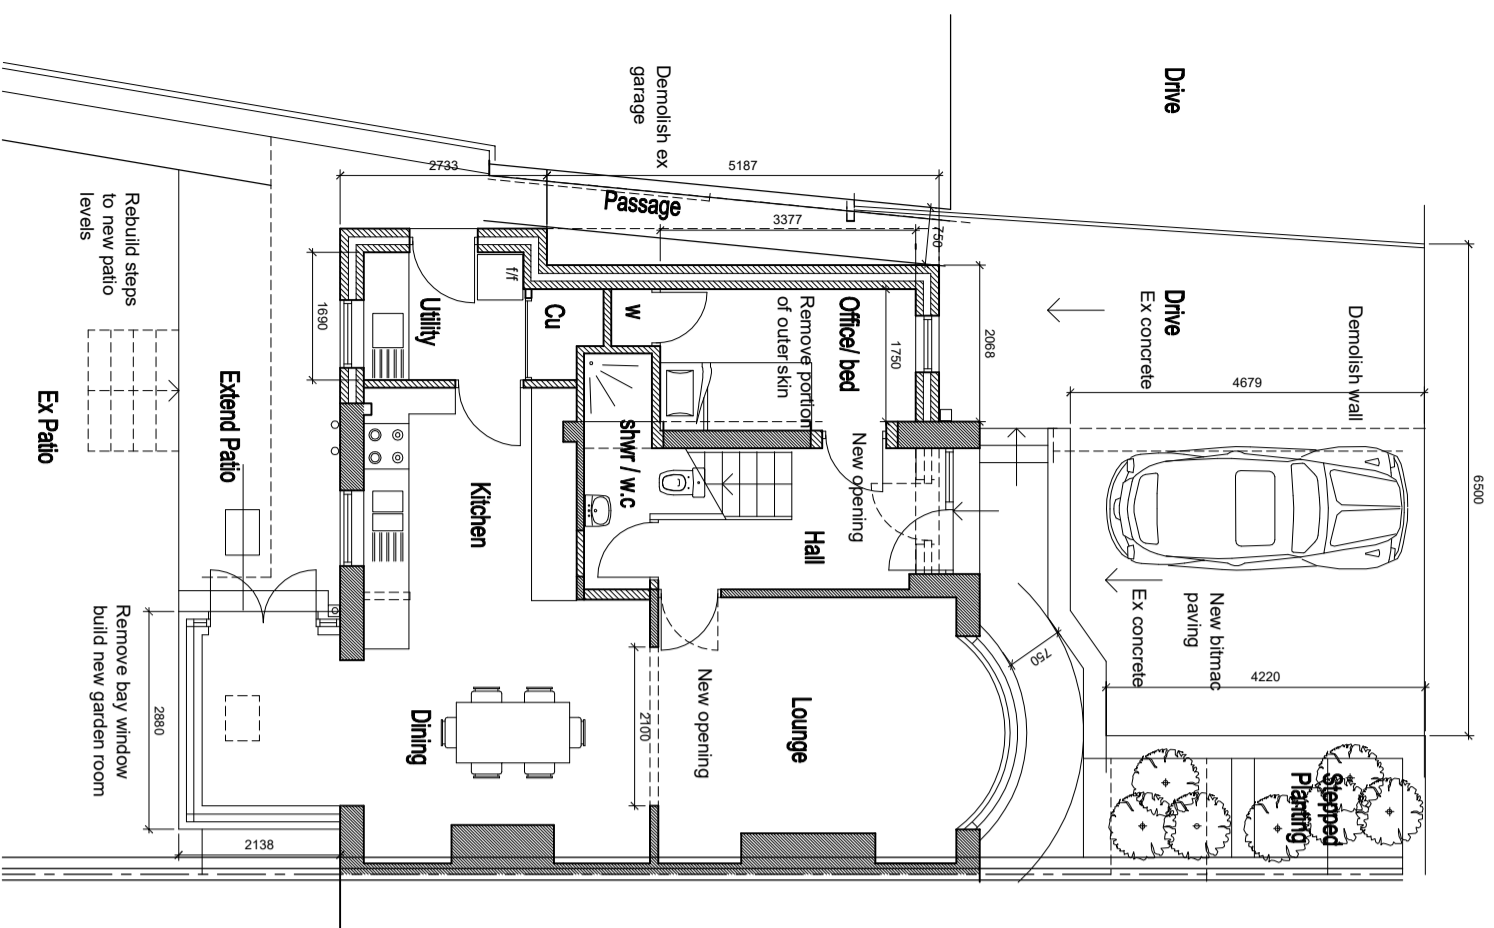 Drive
Demolish ex
garage
2733
5187
Passage
3377
750
Rebuild steps
to new patio
levels
1690
f/f
Utility
Cu
w
Office/ bed
Remove portion
of outer skin
1750
2068
Drive
Ex concrete
Demolish wall
4679
6500
Ex Patio
Extend Patio
Kitchen
shwr / w.c
New opening
Hall
Ex concrete
New bitmac
paving
4220
750
Remove bay window
build new garden room
2880
Dining
2100
New opening
Lounge
Stepped
Planting
2138